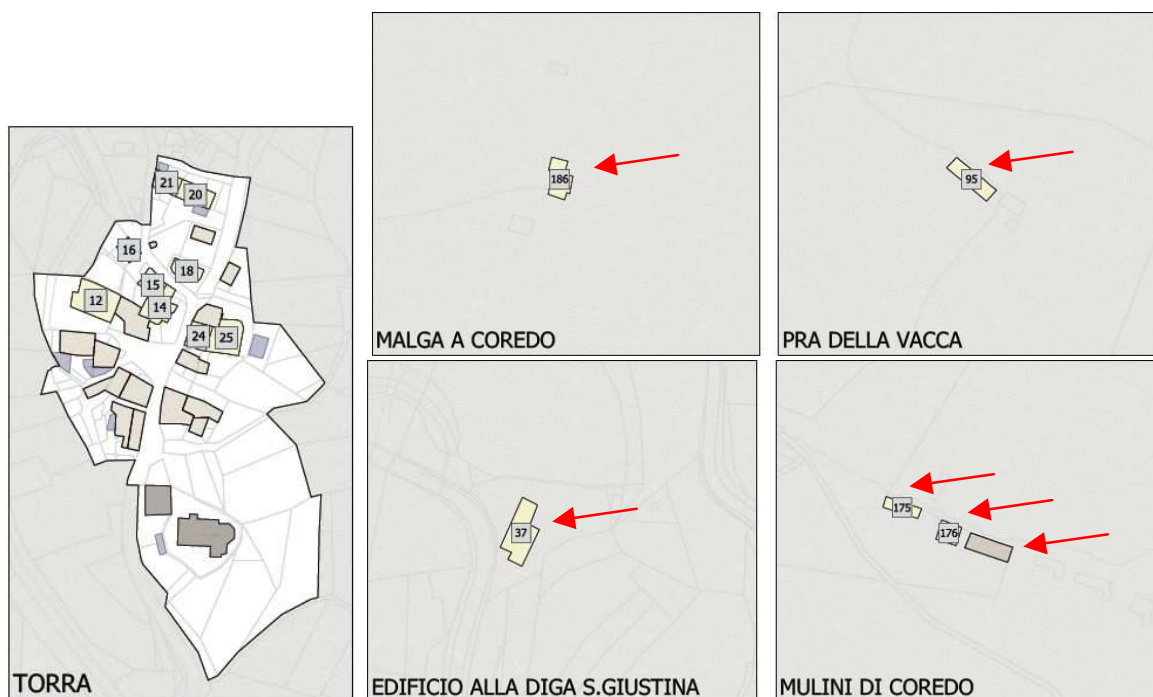 21
20
16
18
15
12
14
24
25
TORRA
186
MALGA A COREDO
95
PRA DELLA VACCA
37
EDIFICIO ALLA DIGA S.GIUSTINA
175
176
MULINI DI COREDO